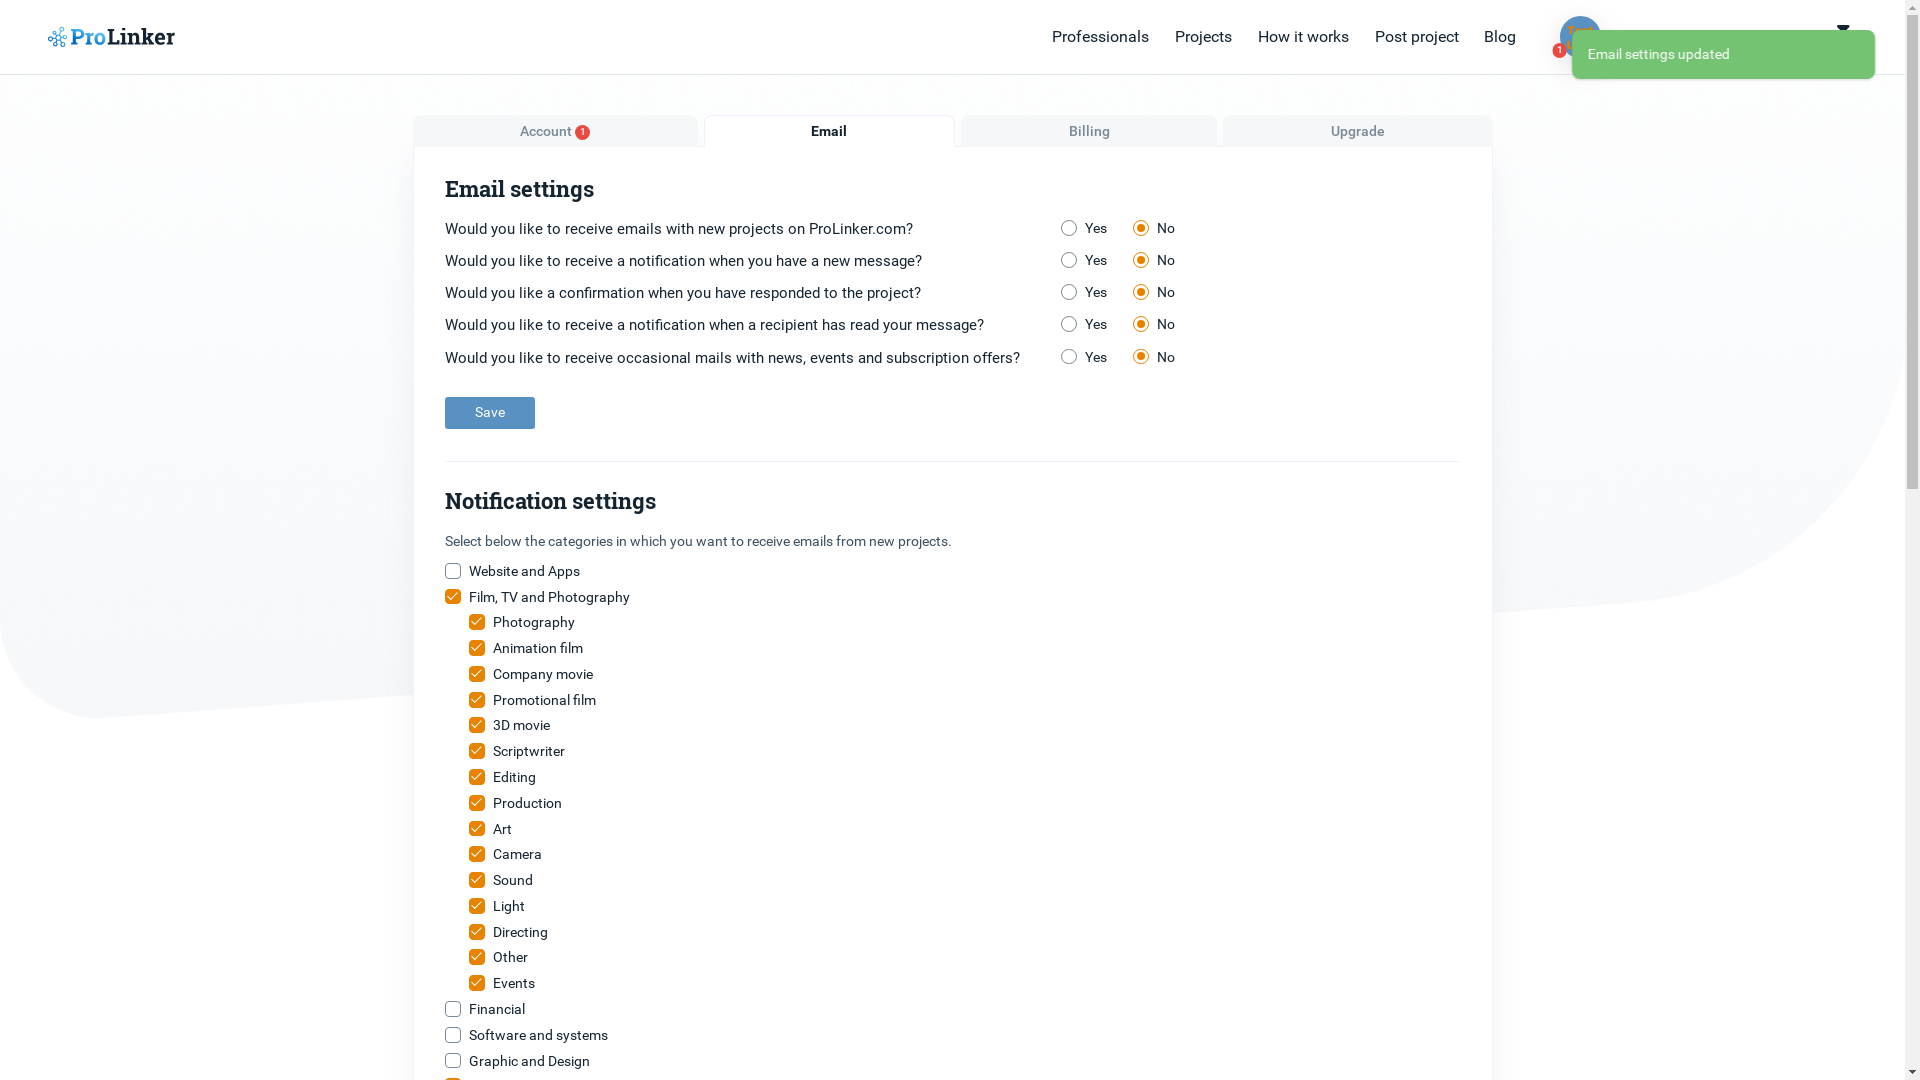 ProLinker
Professionals
Projects
How it works
Post project
Blog
1
Email settings updated
Account 1
Email
Billing
Upgrade
Email settings
Would you like to receive emails with new projects on ProLinker.com? Yes No
Would you like to receive a notification when you have a new message? Yes No
Would you like a confirmation when you have responded to the project? Yes No
Would you like to receive a notification when a recipient has read your message? Yes No
Would you like to receive occasional mails with news, events and subscription offers? Yes No
Save
Notification settings
Select below the categories in which you want to receive emails from new projects.
Website and Apps
Film, TV and Photography
Photography
Animation film
Company movie
Promotional film
3D movie
Scriptwriter
Editing
Production
Art
Camera
Sound
Light
Directing
Other
Events
Financial
Software and systems
Graphic and Design